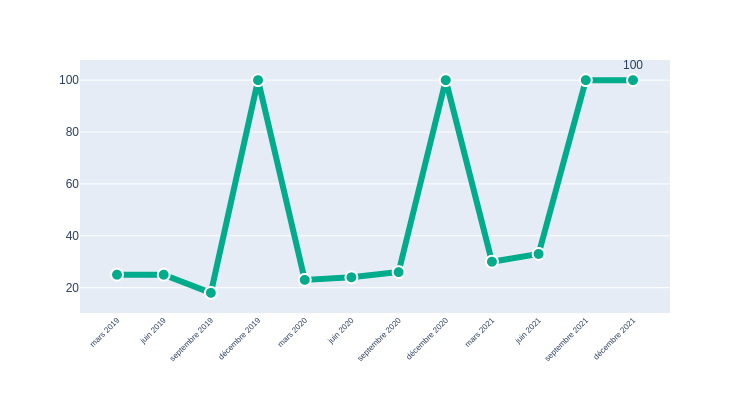 100
100
80
60
40
20
mars 2019
juin 2019
septembre 2019
décembre 2019
mars 2020
juin 2020
septembre 2020
décembre 2020
mars 2021
juin 2021
septembre 2021
décembre 2021